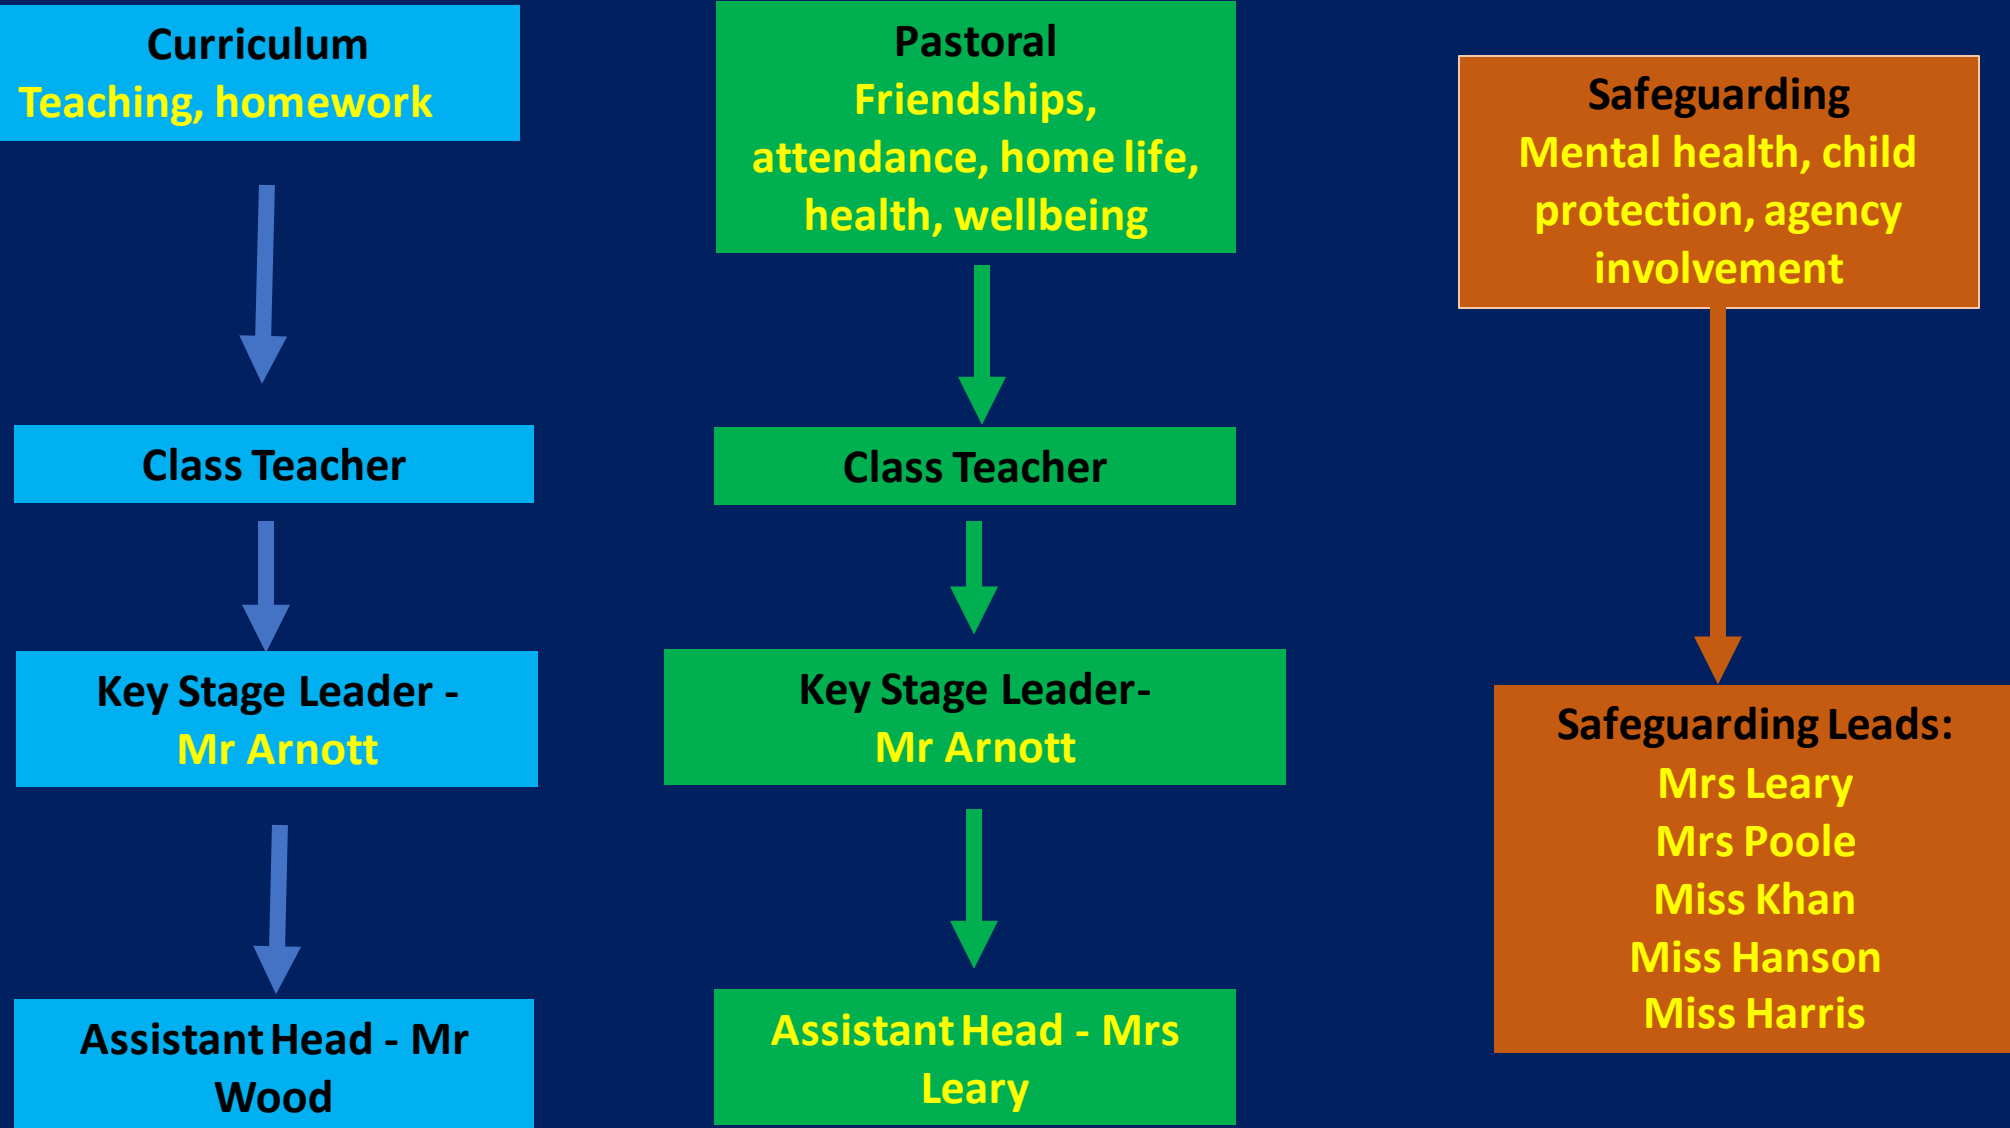 Curriculum
Teaching, homework
Class Teacher
Key Stage Leader -
Mr Arnott
Assistant Head - Mr
Wood
Pastoral
Friendships,
attendance, home life,
health, wellbeing
Class Teacher
Key Stage Leader-
Mr Arnott
Assistant Head - Mrs
Leary
Safeguarding
Mental health, child
protection, agency
involvement
Safeguarding Leads:
Mrs Leary
Mrs Poole
Miss Khan
Miss Hanson
Miss Harris